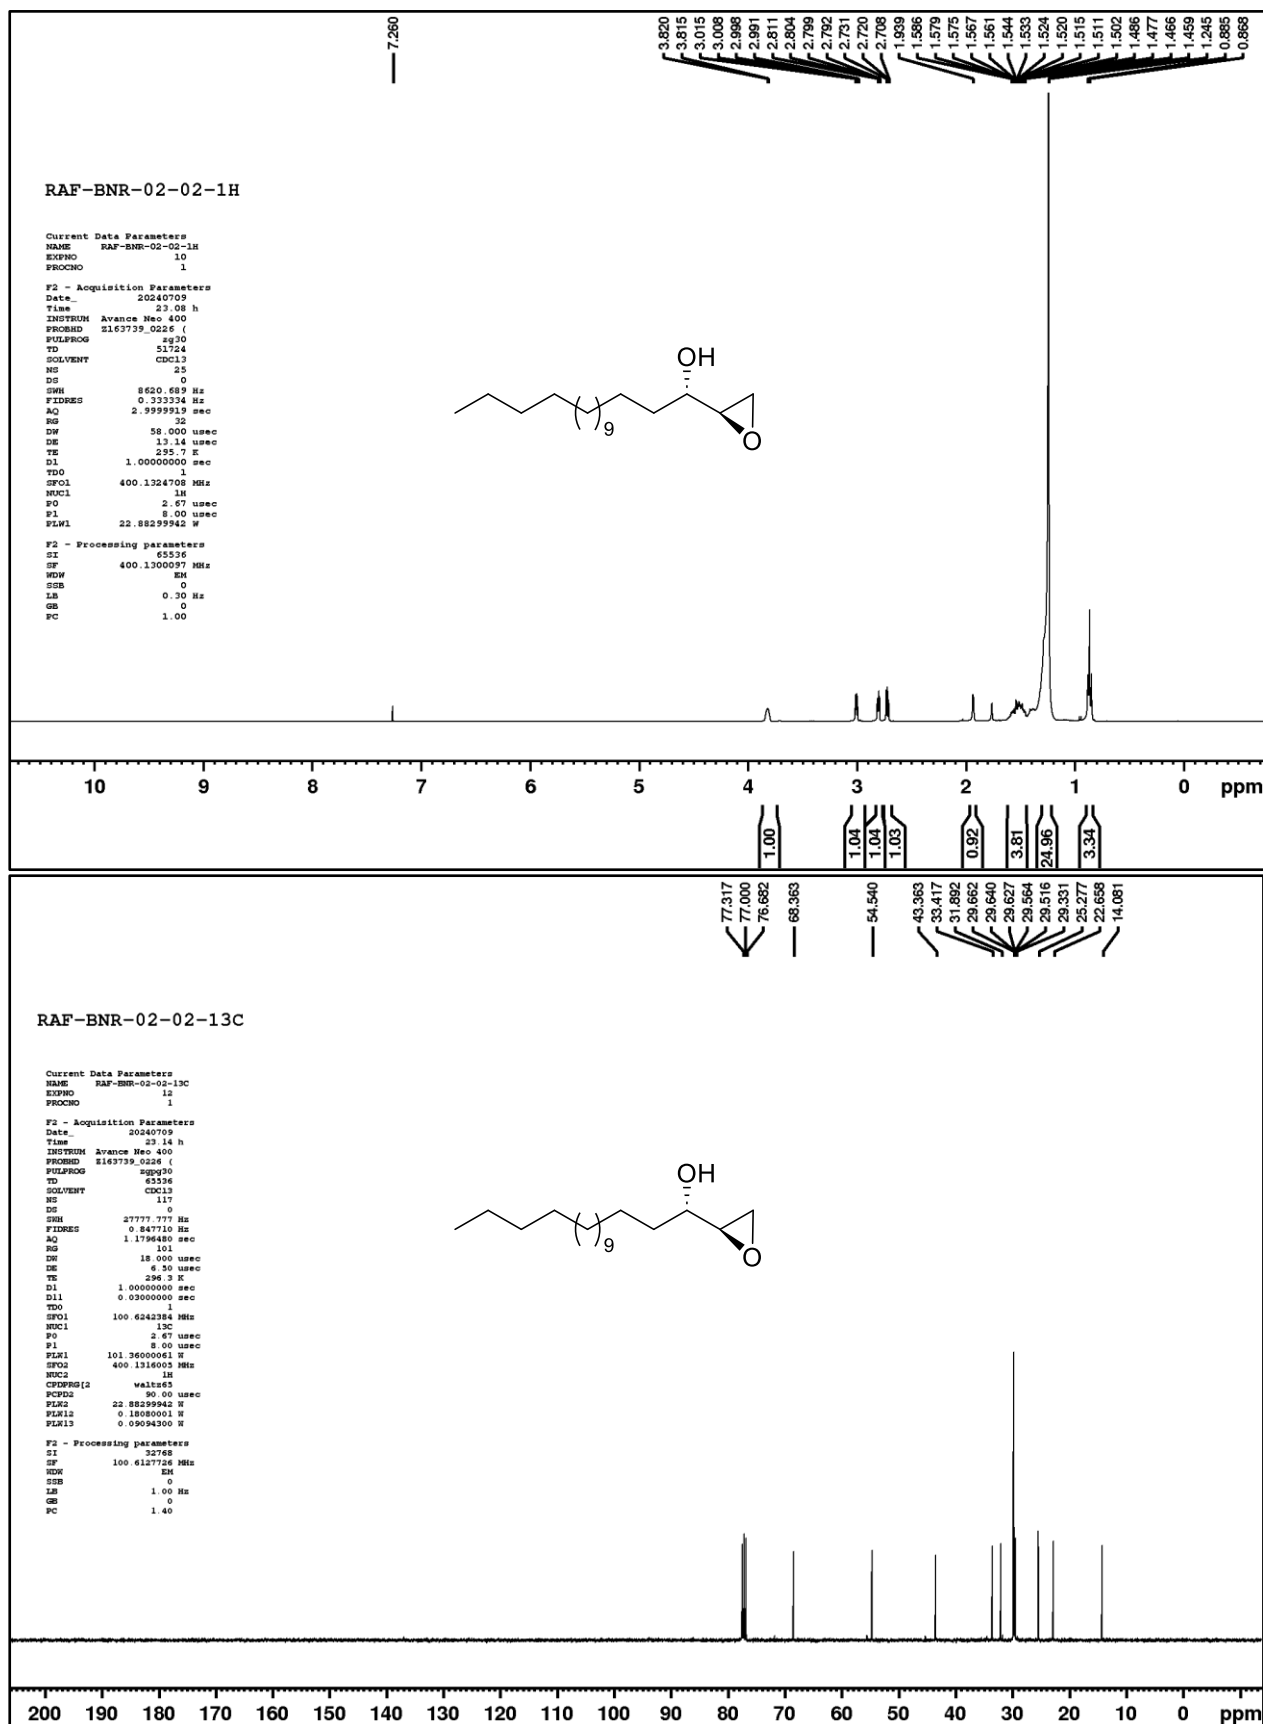 7.260
3.820
3.815
3.015
3.008
2.998
2.991
2.811
2.804
2.799
2.792
2.731
2.720
2.708
1.939
1.586
1.579
1.575
1.567
1.561
1.544
1.533
1.524
1.520
1.515
1.511
1.502
1.486
1.477
1.466
1.459
1.245
0.885
0.868
RAF-BNR-02-02-1H
Current Data Parameters
NAME RAF-BNR-02-02-1H
EXPNO 10
PROCNO 1
F2 - Acquisition Parameters
Date_ 20240709
Time 23.08 h
INSTRUM Avance Neo 400
PROBHD Z163739_0226 (
PULPROG zg30
TD 51724
SOLVENT CDCl3
NS 25
DS 0
SWH 8620.689 Hz
FIDRES 0.333334 Hz
AQ 2.9999919 sec
RG 32
DW 58.000 usec
DE 13.14 usec
TE 295.7 K
D1 1.00000000 sec
TD0 1
SFO1 400.1324708 MHz
NUC1 1H
P0 2.67 usec
P1 8.00 usec
PLW1 22.88299942 W
F2 - Processing parameters
SI 65536
SF 400.1300097 MHz
WDW EM
SSB 0
LB 0.30 Hz
GB 0
PC 1.00
OH
9
O
10 9 8 7 6 5 4 3 2 1 0 ppm
1.00 1.04 1.04 1.03 0.92 3.81 24.96 3.34
77.317
77.000
76.682
68.363
54.540
43.363
33.417
31.892
29.662
29.640
29.627
29.564
29.516
29.331
25.277
22.658
14.081
RAF-BNR-02-02-13C
Current Data Parameters
NAME RAF-BNR-02-02-13C
EXPNO 12
PROCNO 1
F2 - Acquisition Parameters
Date_ 20240709
Time 23.14 h
INSTRUM Avance Neo 400
PROBHD Z163739_0226 (
PULPROG zgpg30
TD 65536
SOLVENT CDCl3
NS 117
DS 0
SWH 27777.777 Hz
FIDRES 0.847710 Hz
AQ 1.1796480 sec
RG 101
DW 18.000 usec
DE 6.50 usec
TE 296.3 K
D1 1.00000000 sec
D11 0.03000000 sec
TD0 1
SFO1 100.6242384 MHz
NUC1 13C
P0 2.67 usec
P1 8.00 usec
PLW1 101.36000061 W
SFO2 400.1316005 MHz
NUC2 1H
CPDPRG[2 waltz65
PCPD2 90.00 usec
PLW2 22.88299942 W
PLW12 0.18080001 W
PLW13 0.09094300 W
F2 - Processing parameters
SI 32768
SF 100.6127726 MHz
WDW EM
SSB 0
LB 1.00 Hz
GB 0
PC 1.40
OH
9
O
200 190 180 170 160 150 140 130 120 110 100 90 80 70 60 50 40 30 20 10 0 ppm